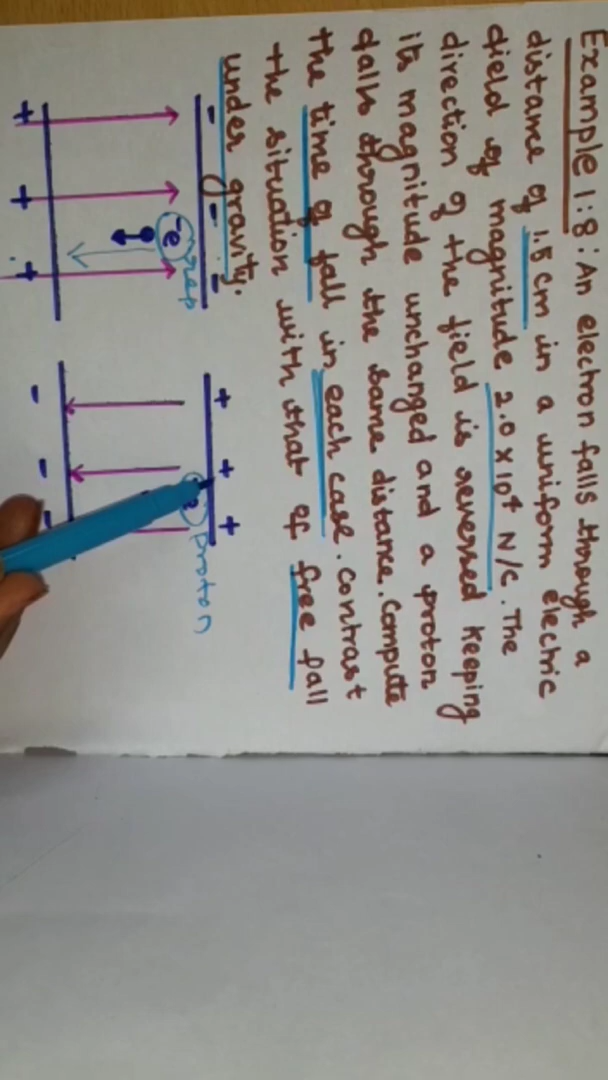 Example 1:8: An electron falls through a
distance of 1.5 cm in a uniform electric
field of magnitude 2.0 x 10⁴ N/C. The
direction of the field is reversed keeping
its magnitude unchanged and a proton
falls through the same distance. Compute
the time of fall in each case. Contrast
the situation with that of free fall
under gravity.
- - -
-e
+ + +
+ + +
proton
- - -